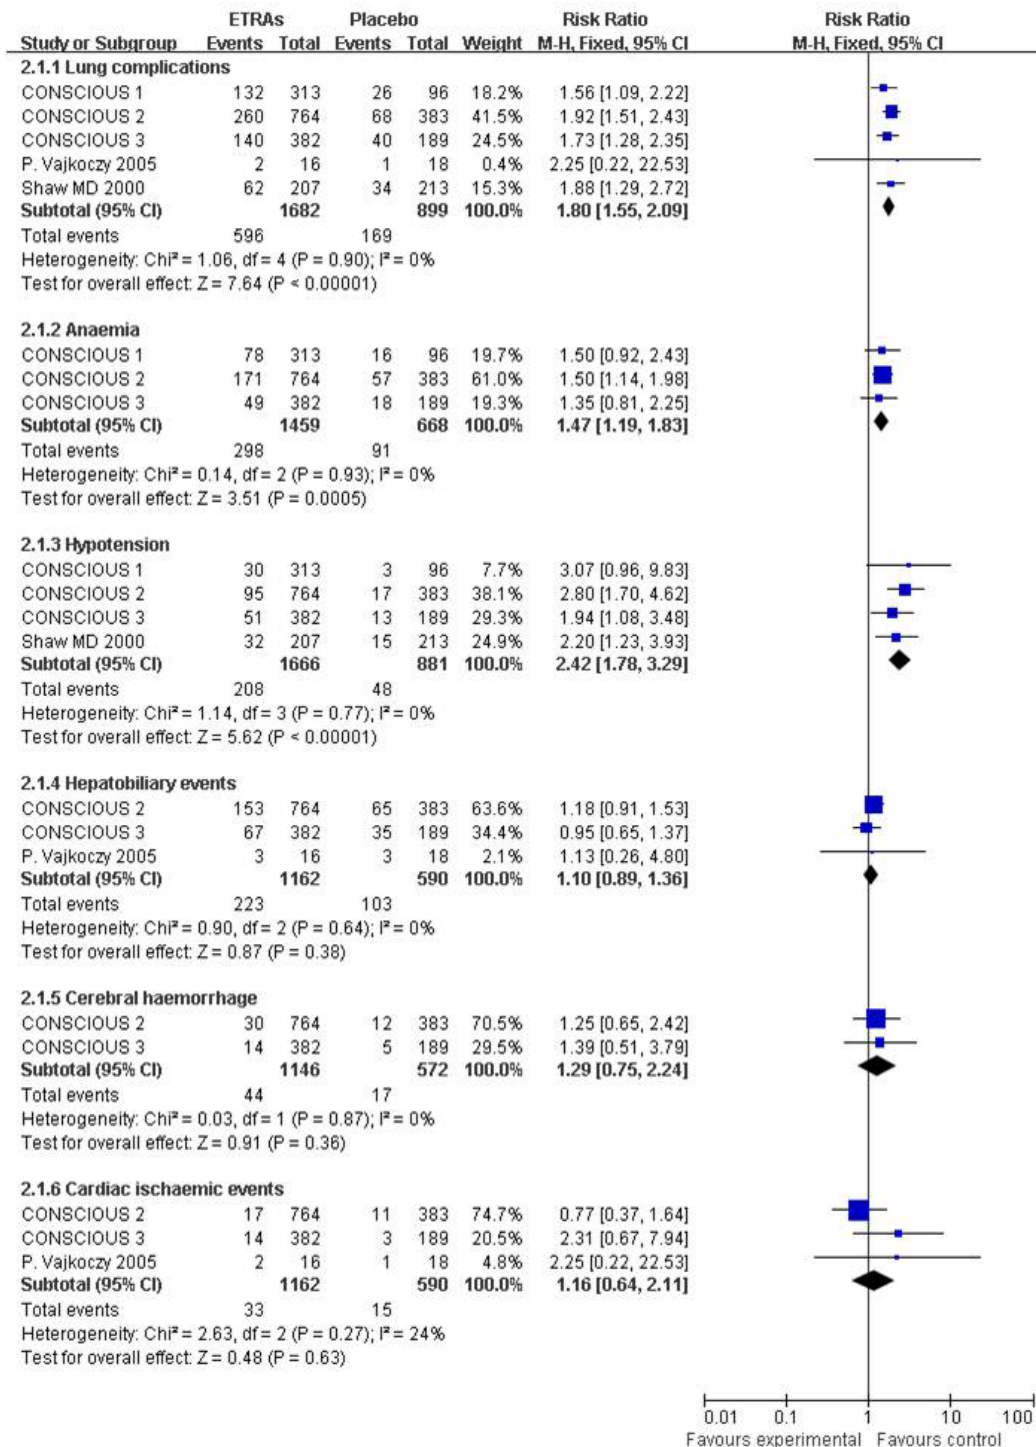 ETRAs Placebo Risk Ratio Risk Ratio
Study or Subgroup Events Total Events Total Weight M-H, Fixed, 95% CI M-H, Fixed, 95% CI
2.1.1 Lung complications
CONSCIOUS 1 132 313 26 96 18.2% 1.56 [1.09, 2.22]
CONSCIOUS 2 260 764 68 383 41.5% 1.92 [1.51, 2.43]
CONSCIOUS 3 140 382 40 189 24.5% 1.73 [1.28, 2.35]
P. Vajkoczy 2005 2 16 1 18 0.4% 2.25 [0.22, 22.53]
Shaw MD 2000 62 207 34 213 15.3% 1.88 [1.29, 2.72]
Subtotal (95% CI) 1682 899 100.0% 1.80 [1.55, 2.09]
Total events 596 169
Heterogeneity: Chi² = 1.06, df = 4 (P = 0.90); I² = 0%
Test for overall effect: Z = 7.64 (P < 0.00001)
2.1.2 Anaemia
CONSCIOUS 1 78 313 16 96 19.7% 1.50 [0.92, 2.43]
CONSCIOUS 2 171 764 57 383 61.0% 1.50 [1.14, 1.98]
CONSCIOUS 3 49 382 18 189 19.3% 1.35 [0.81, 2.25]
Subtotal (95% CI) 1459 668 100.0% 1.47 [1.19, 1.83]
Total events 298 91
Heterogeneity: Chi² = 0.14, df = 2 (P = 0.93); I² = 0%
Test for overall effect: Z = 3.51 (P = 0.0005)
2.1.3 Hypotension
CONSCIOUS 1 30 313 3 96 7.7% 3.07 [0.96, 9.83]
CONSCIOUS 2 95 764 17 383 38.1% 2.80 [1.70, 4.62]
CONSCIOUS 3 51 382 13 189 29.3% 1.94 [1.08, 3.48]
Shaw MD 2000 32 207 15 213 24.9% 2.20 [1.23, 3.93]
Subtotal (95% CI) 1666 881 100.0% 2.42 [1.78, 3.29]
Total events 208 48
Heterogeneity: Chi² = 1.14, df = 3 (P = 0.77); I² = 0%
Test for overall effect: Z = 5.62 (P < 0.00001)
2.1.4 Hepatobiliary events
CONSCIOUS 2 153 764 65 383 63.6% 1.18 [0.91, 1.53]
CONSCIOUS 3 67 382 35 189 34.4% 0.95 [0.65, 1.37]
P. Vajkoczy 2005 3 16 3 18 2.1% 1.13 [0.26, 4.80]
Subtotal (95% CI) 1162 590 100.0% 1.10 [0.89, 1.36]
Total events 223 103
Heterogeneity: Chi² = 0.90, df = 2 (P = 0.64); I² = 0%
Test for overall effect: Z = 0.87 (P = 0.38)
2.1.5 Cerebral haemorrhage
CONSCIOUS 2 30 764 12 383 70.5% 1.25 [0.65, 2.42]
CONSCIOUS 3 14 382 5 189 29.5% 1.39 [0.51, 3.79]
Subtotal (95% CI) 1146 572 100.0% 1.29 [0.75, 2.24]
Total events 44 17
Heterogeneity: Chi² = 0.03, df = 1 (P = 0.87); I² = 0%
Test for overall effect: Z = 0.91 (P = 0.36)
2.1.6 Cardiac ischaemic events
CONSCIOUS 2 17 764 11 383 74.7% 0.77 [0.37, 1.64]
CONSCIOUS 3 14 382 3 189 20.5% 2.31 [0.67, 7.94]
P. Vajkoczy 2005 2 16 1 18 4.8% 2.25 [0.22, 22.53]
Subtotal (95% CI) 1162 590 100.0% 1.16 [0.64, 2.11]
Total events 33 15
Heterogeneity: Chi² = 2.63, df = 2 (P = 0.27); I² = 24%
Test for overall effect: Z = 0.48 (P = 0.63)
0.01 0.1 1 10 100
Favours experimental Favours control